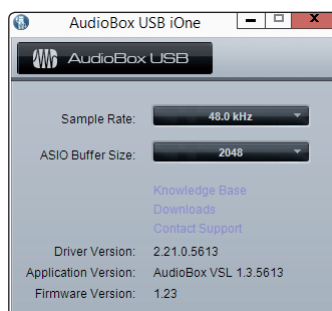 AudioBox USB iOne
AudioBox USB
Sample Rate: 48.0 kHz
ASIO Buffer Size: 2048
Knowledge Base
Downloads
Contact Support
Driver Version: 2.21.0.5613
Application Version: AudioBox VSL 1.3.5613
Firmware Version: 1.23